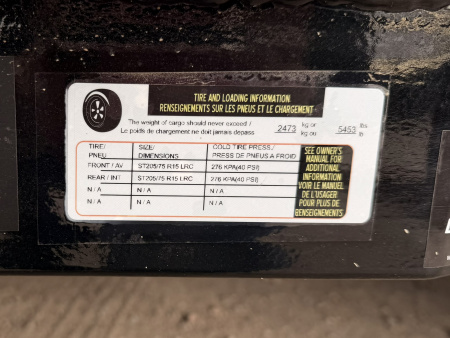 TIRE AND LOADING INFORMATION
RENSEIGNEMENTS SUR LES PNEUS ET LE CHARGEMENT
The weight of cargo should never exceed / 2473 kg or 5453 lbs
Le poids de chargement ne doit jamais depass kg ou lb
TIRE/ SIZE/ COLD TIRE PRESS/
PNEU DIMENSIONS PRESS DE PNEUS A FROID
FRONT / AV ST205/75 R15 LRC 276 KPA(40 PSI)
REAR / INT ST205/75 R15 LRC 276 KPA(40 PSI)
N / A N / A N / A
N / A N / A N / A
SEE OWNER'S
MANUAL FOR
ADDITIONAL
INFORMATION
VOIR LE MANUEL
DE L'USAGER
POUR PLUS DE
RENSEIGNEMENTS